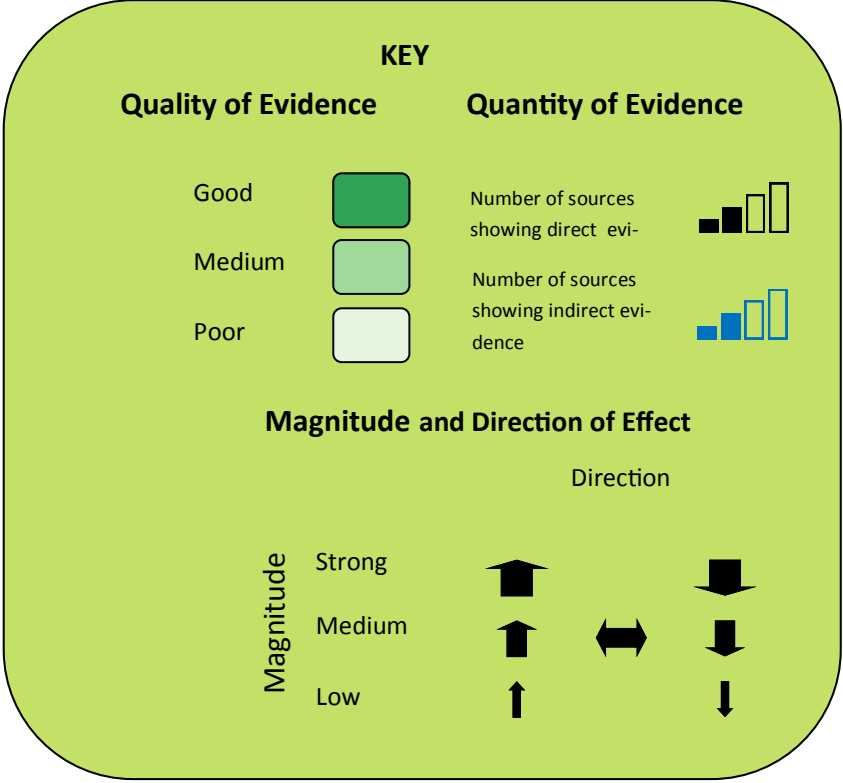 KEY
Quality of Evidence
Quantity of Evidence
Good
Medium
Poor
Number of sources
showing direct evi-
Number of sources
showing indirect evi-
dence
Magnitude and Direction of Effect
Direction
Magnitude
Strong
Medium
Low